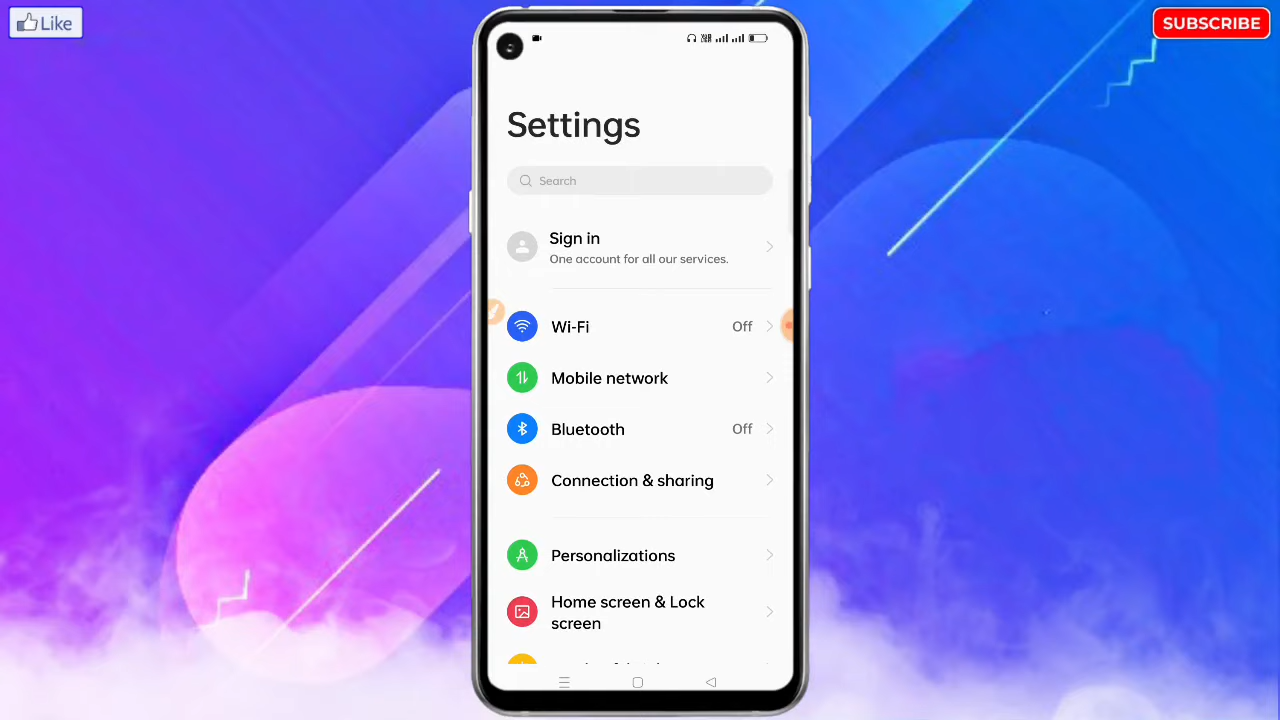 Like
SUBSCRIBE
Settings
Search
Sign in
One account for all our services.
Wi-Fi
Off
Mobile network
Bluetooth
Off
Connection & sharing
Personalizations
Home screen & Lock
screen